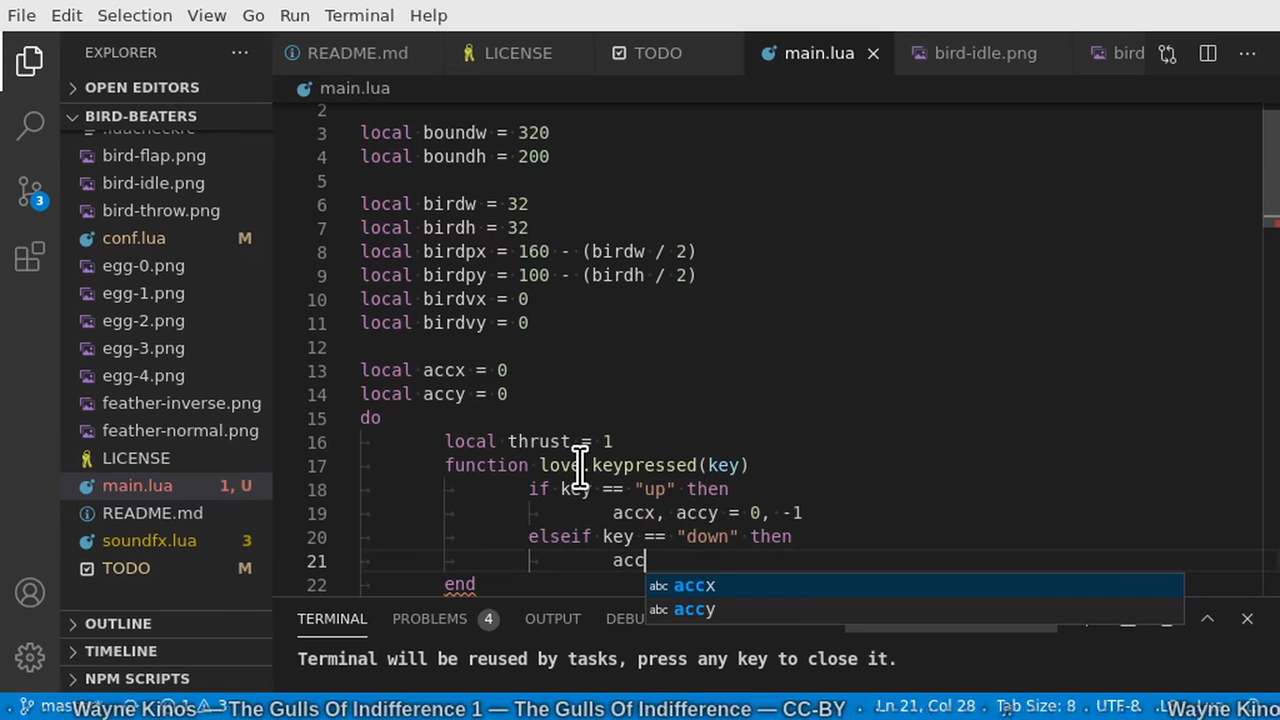 File Edit Selection View Go Run Terminal Help
EXPLORER
README.md LICENSE TODO main.lua bird-idle.png bird
OPEN EDITORS
main.lua
BIRD-BEATERS
bird-flap.png
bird-idle.png
bird-throw.png
conf.lua M
egg-0.png
egg-1.png
egg-2.png
egg-3.png
egg-4.png
feather-inverse.png
feather-normal.png
LICENSE
main.lua 1, U
README.md
soundfx.lua 3
TODO M
OUTLINE
TIMELINE
NPM SCRIPTS
3
2
3 local boundw = 320
4 local boundh = 200
5
6 local birdw = 32
7 local birdh = 32
8 local birdpx = 160 - (birdw / 2)
9 local birdpy = 100 - (birdh / 2)
10 local birdvx = 0
11 local birdvy = 0
12
13 local accx = 0
14 local accy = 0
15 do
16 local thrust = 1
17 function love.keypressed(key)
18 if key == "up" then
19 accx, accy = 0, -1
20 elseif key == "down" then
21 acc
22 end
abc accx
abc accy
TERMINAL PROBLEMS 4 OUTPUT DEBU
Terminal will be reused by tasks, press any key to close it.
Ln 21, Col 28 Tab Size: 8 UTF-8
Wayne Kinos — The Gulls Of Indifference 1 — The Gulls Of Indifference — CC-BY Wayne Kino